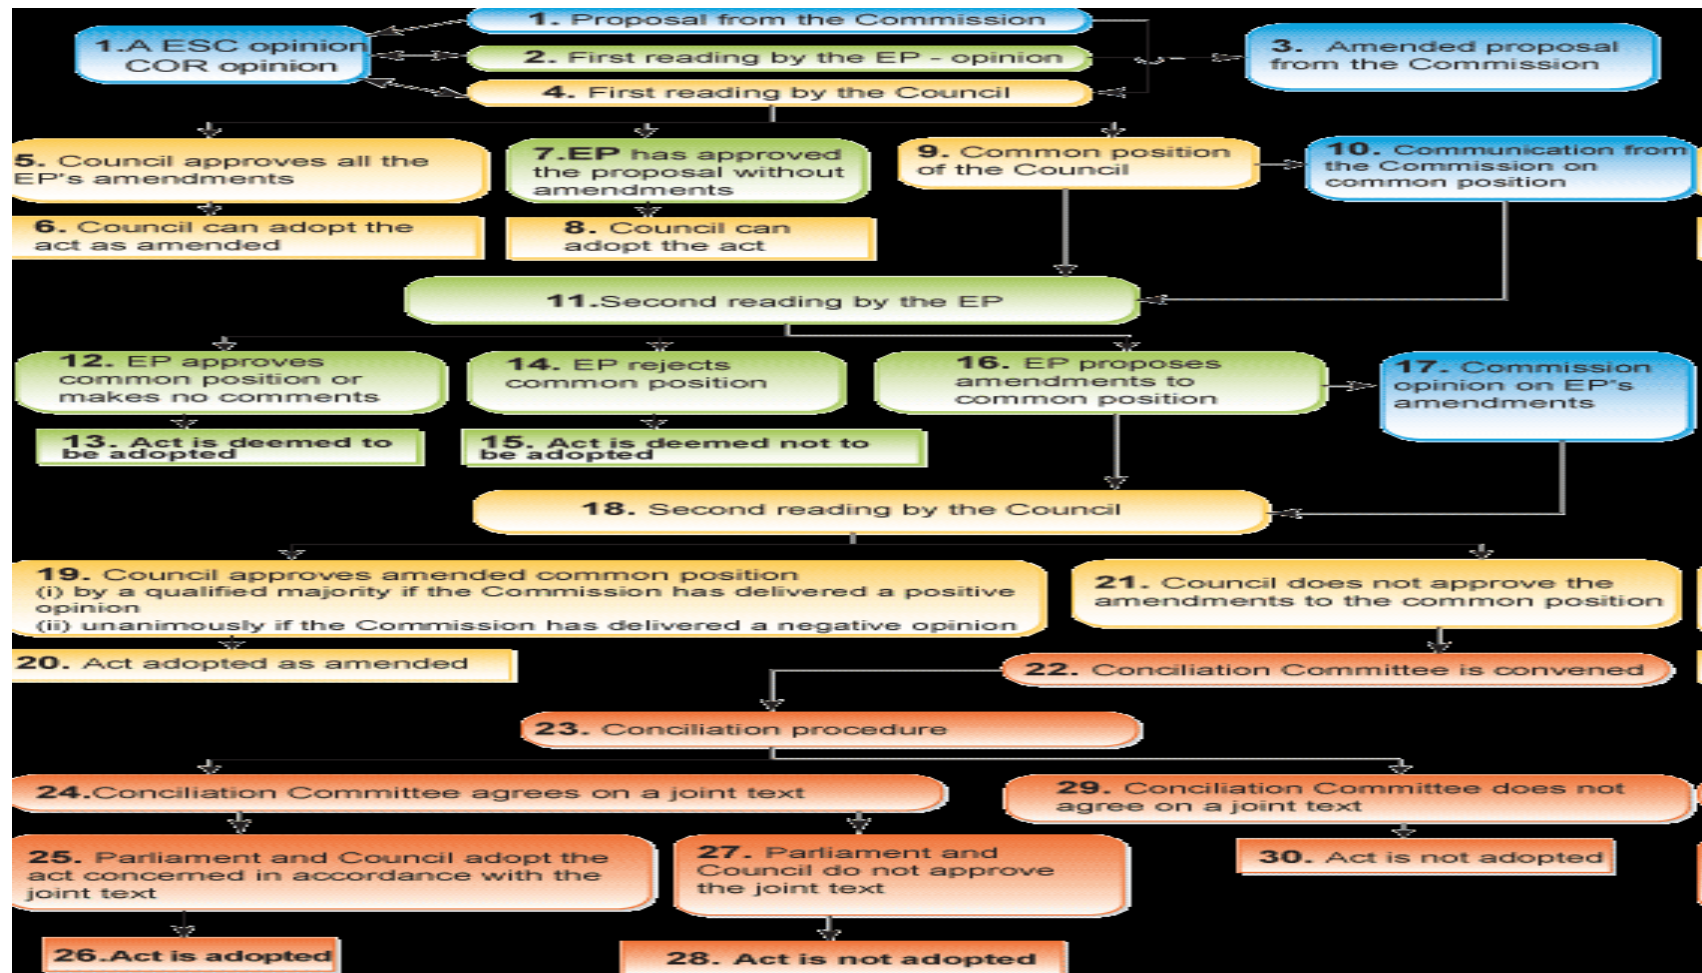 1. Proposal from the Commission
1.A ESC opinion
COR opinion
2. First reading by the EP - opinion
3. Amended proposal
from the Commission
4. First reading by the Council
5. Council approves all the
EP's amendments
7.EP has approved
the proposal without
amendments
9. Common position
of the Council
10. Communication from
the Commission on
common position
6. Council can adopt the
act as amended
8. Council can
adopt the act
11.Second reading by the EP
12. EP approves
common position or
makes no comments
14. EP rejects
common position
16. EP proposes
amendments to
common position
17. Commission
opinion on EP's
amendments
13. Act is deemed to
be adopted
15. Act is deemed not to
be adopted
18. Second reading by the Council
19. Council approves amended common position
(i) by a qualified majority if the Commission has delivered a positive
opinion
(ii) unanimously if the Commission has delivered a negative opinion
21. Council does not approve the
amendments to the common position
20. Act adopted as amended
22. Conciliation Committee is convened
23. Conciliation procedure
24.Conciliation Committee agrees on a joint text
29. Conciliation Committee does not
agree on a joint text
25. Parliament and Council adopt the
act concerned in accordance with the
joint text
27. Parliament and
Council do not approve
the joint text
30. Act is not adopted
26.Act is adopted
28. Act is not adopted